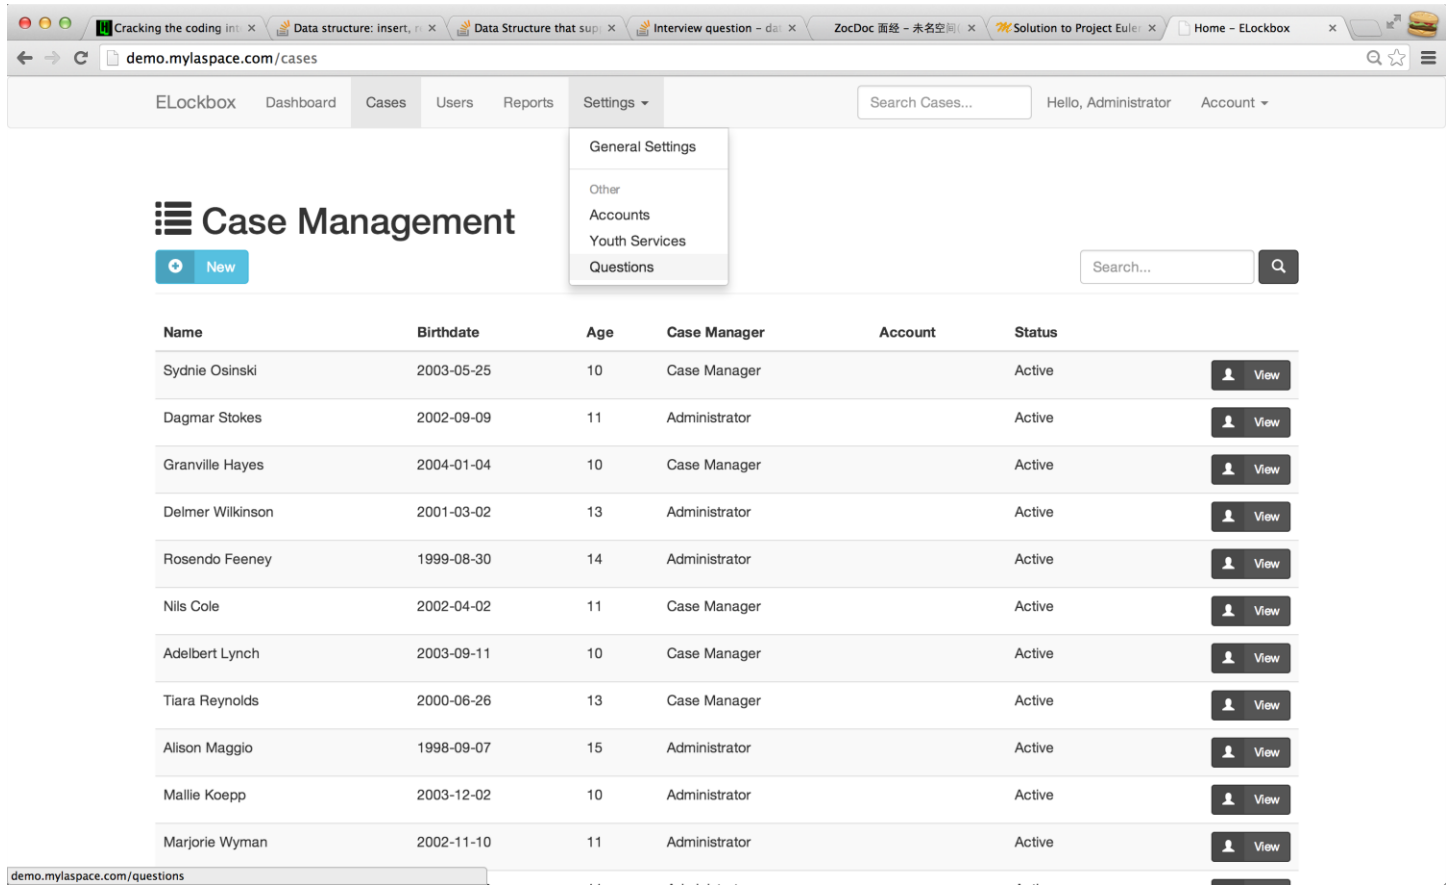 Cracking the coding int
Data structure: insert, r
Data Structure that sup
Interview question – dat
ZocDoc 面经 – 未名空间(
Solution to Project Euler
Home – ELockbox
demo.mylaspace.com/cases
ELockbox Dashboard Cases Users Reports Settings Search Cases... Hello, Administrator Account
General Settings
Other
Accounts
Youth Services
Questions
Case Management
New
Search...
Name Birthdate Age Case Manager Account Status
Sydnie Osinski 2003-05-25 10 Case Manager Active View
Dagmar Stokes 2002-09-09 11 Administrator Active View
Granville Hayes 2004-01-04 10 Case Manager Active View
Delmer Wilkinson 2001-03-02 13 Administrator Active View
Rosendo Feeney 1999-08-30 14 Administrator Active View
Nils Cole 2002-04-02 11 Case Manager Active View
Adelbert Lynch 2003-09-11 10 Case Manager Active View
Tiara Reynolds 2000-06-26 13 Case Manager Active View
Alison Maggio 1998-09-07 15 Administrator Active View
Mallie Koepp 2003-12-02 10 Administrator Active View
Marjorie Wyman 2002-11-10 11 Administrator Active View
demo.mylaspace.com/questions